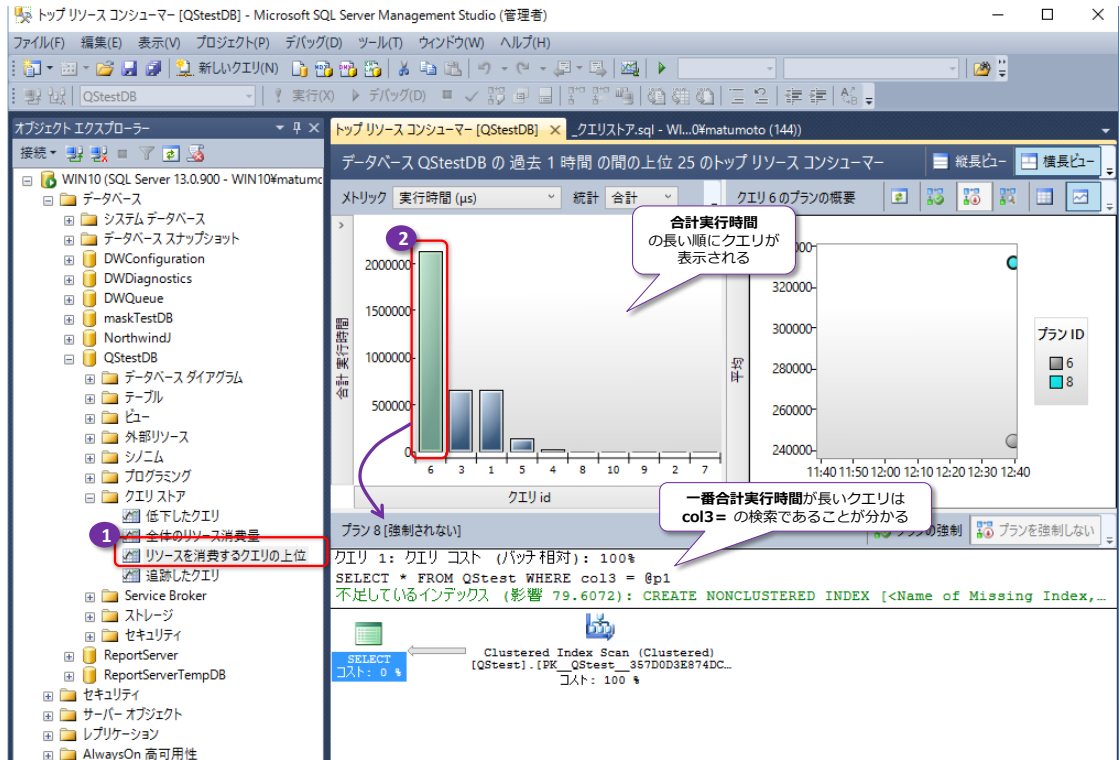 トップ リソース コンシューマー [QStestDB] - Microsoft SQL Server Management Studio (管理者)
ファイル(F) 編集(E) 表示(V) プロジェクト(P) デバッグ(D) ツール(T) ウィンドウ(W) ヘルプ(H)
新しいクエリ(N)
QStestDB 実行(X) デバッグ(D)
オブジェクト エクスプローラー
接続
WIN10 (SQL Server 13.0.900 - WIN10¥matumo
データベース
システム データベース
データベース スナップショット
DWConfiguration
DWDiagnostics
DWQueue
maskTestDB
NorthwindJ
QStestDB
データベース ダイアグラム
テーブル
ビュー
外部リソース
シノニム
プログラミング
クエリ ストア
低下したクエリ
1
全体のリソース消費量
リソースを消費するクエリの上位
追跡したクエリ
Service Broker
ストレージ
セキュリティ
ReportServer
ReportServerTempDB
セキュリティ
サーバー オブジェクト
レプリケーション
AlwaysOn 高可用性
トップ リソース コンシューマー [QStestDB] _クエリストア.sql - WI...0¥matumoto (144))
データベース QStestDB の 過去 1 時間 の間の上位 25 のトップ リソース コンシューマー 縦長ビュー 横長ビュー
メトリック 実行時間 (µs) 統計 合計
2
合計 実行時間
2000000
1500000
1000000
500000
0
6 3 1 5 4 8 10 9 2 7
クエリ id
合計実行時間
の長い順にクエリが
表示される
クエリ 6 のプランの概要
平均
320000
300000
280000
260000
240000
11:40 11:50 12:00 12:10 12:20 12:30 12:40
プラン ID
6
8
一番合計実行時間が長いクエリは
col3= の検索であることが分かる
プラン 8 [強制されない] の強制 プランを強制しない
クエリ 1: クエリ コスト (バッチ相対): 100%
SELECT * FROM QStest WHERE col3 = @p1
不足しているインデックス (影響 79.6072): CREATE NONCLUSTERED INDEX [<Name of Missing Index,...
SELECT
コスト: 0 %
Clustered Index Scan (Clustered)
[QStest].[PK__QStest__357D0D3E874DC...
コスト: 100 %